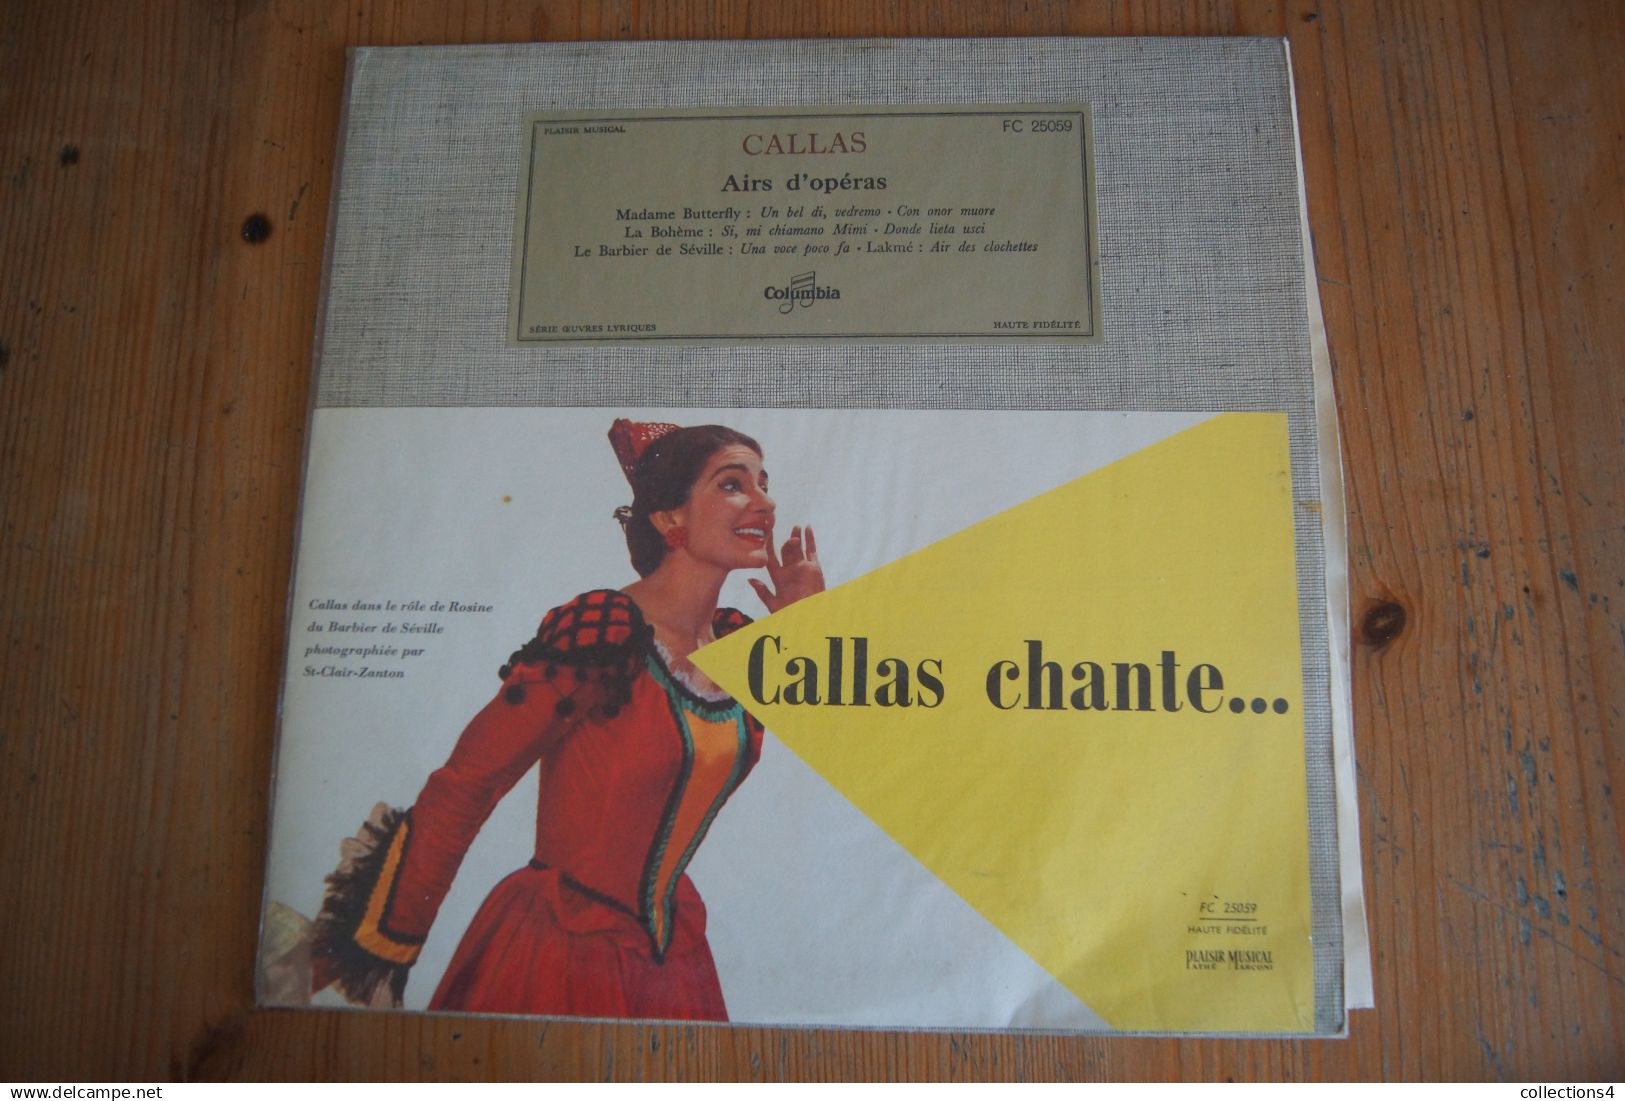 PLAISIR MUSICAL
FC 25059
CALLAS
Airs d'opéras
Madame Butterfly : Un bel di, vedremo • Con onor muore
La Bohème : Si, mi chiamano Mimi • Donde lieta usci
Le Barbier de Séville : Una voce poco fa • Lakmé : Air des clochettes
Columbia
SÉRIE ŒUVRES LYRIQUES
HAUTE FIDÉLITÉ
Callas dans le rôle de Rosine
du Barbier de Séville
photographiée par
St-Clair-Zanton
Callas chante...
FC 25059
HAUTE FIDÉLITÉ
PLAISIR MUSICAL
PATHÉ MARCONI
collections4